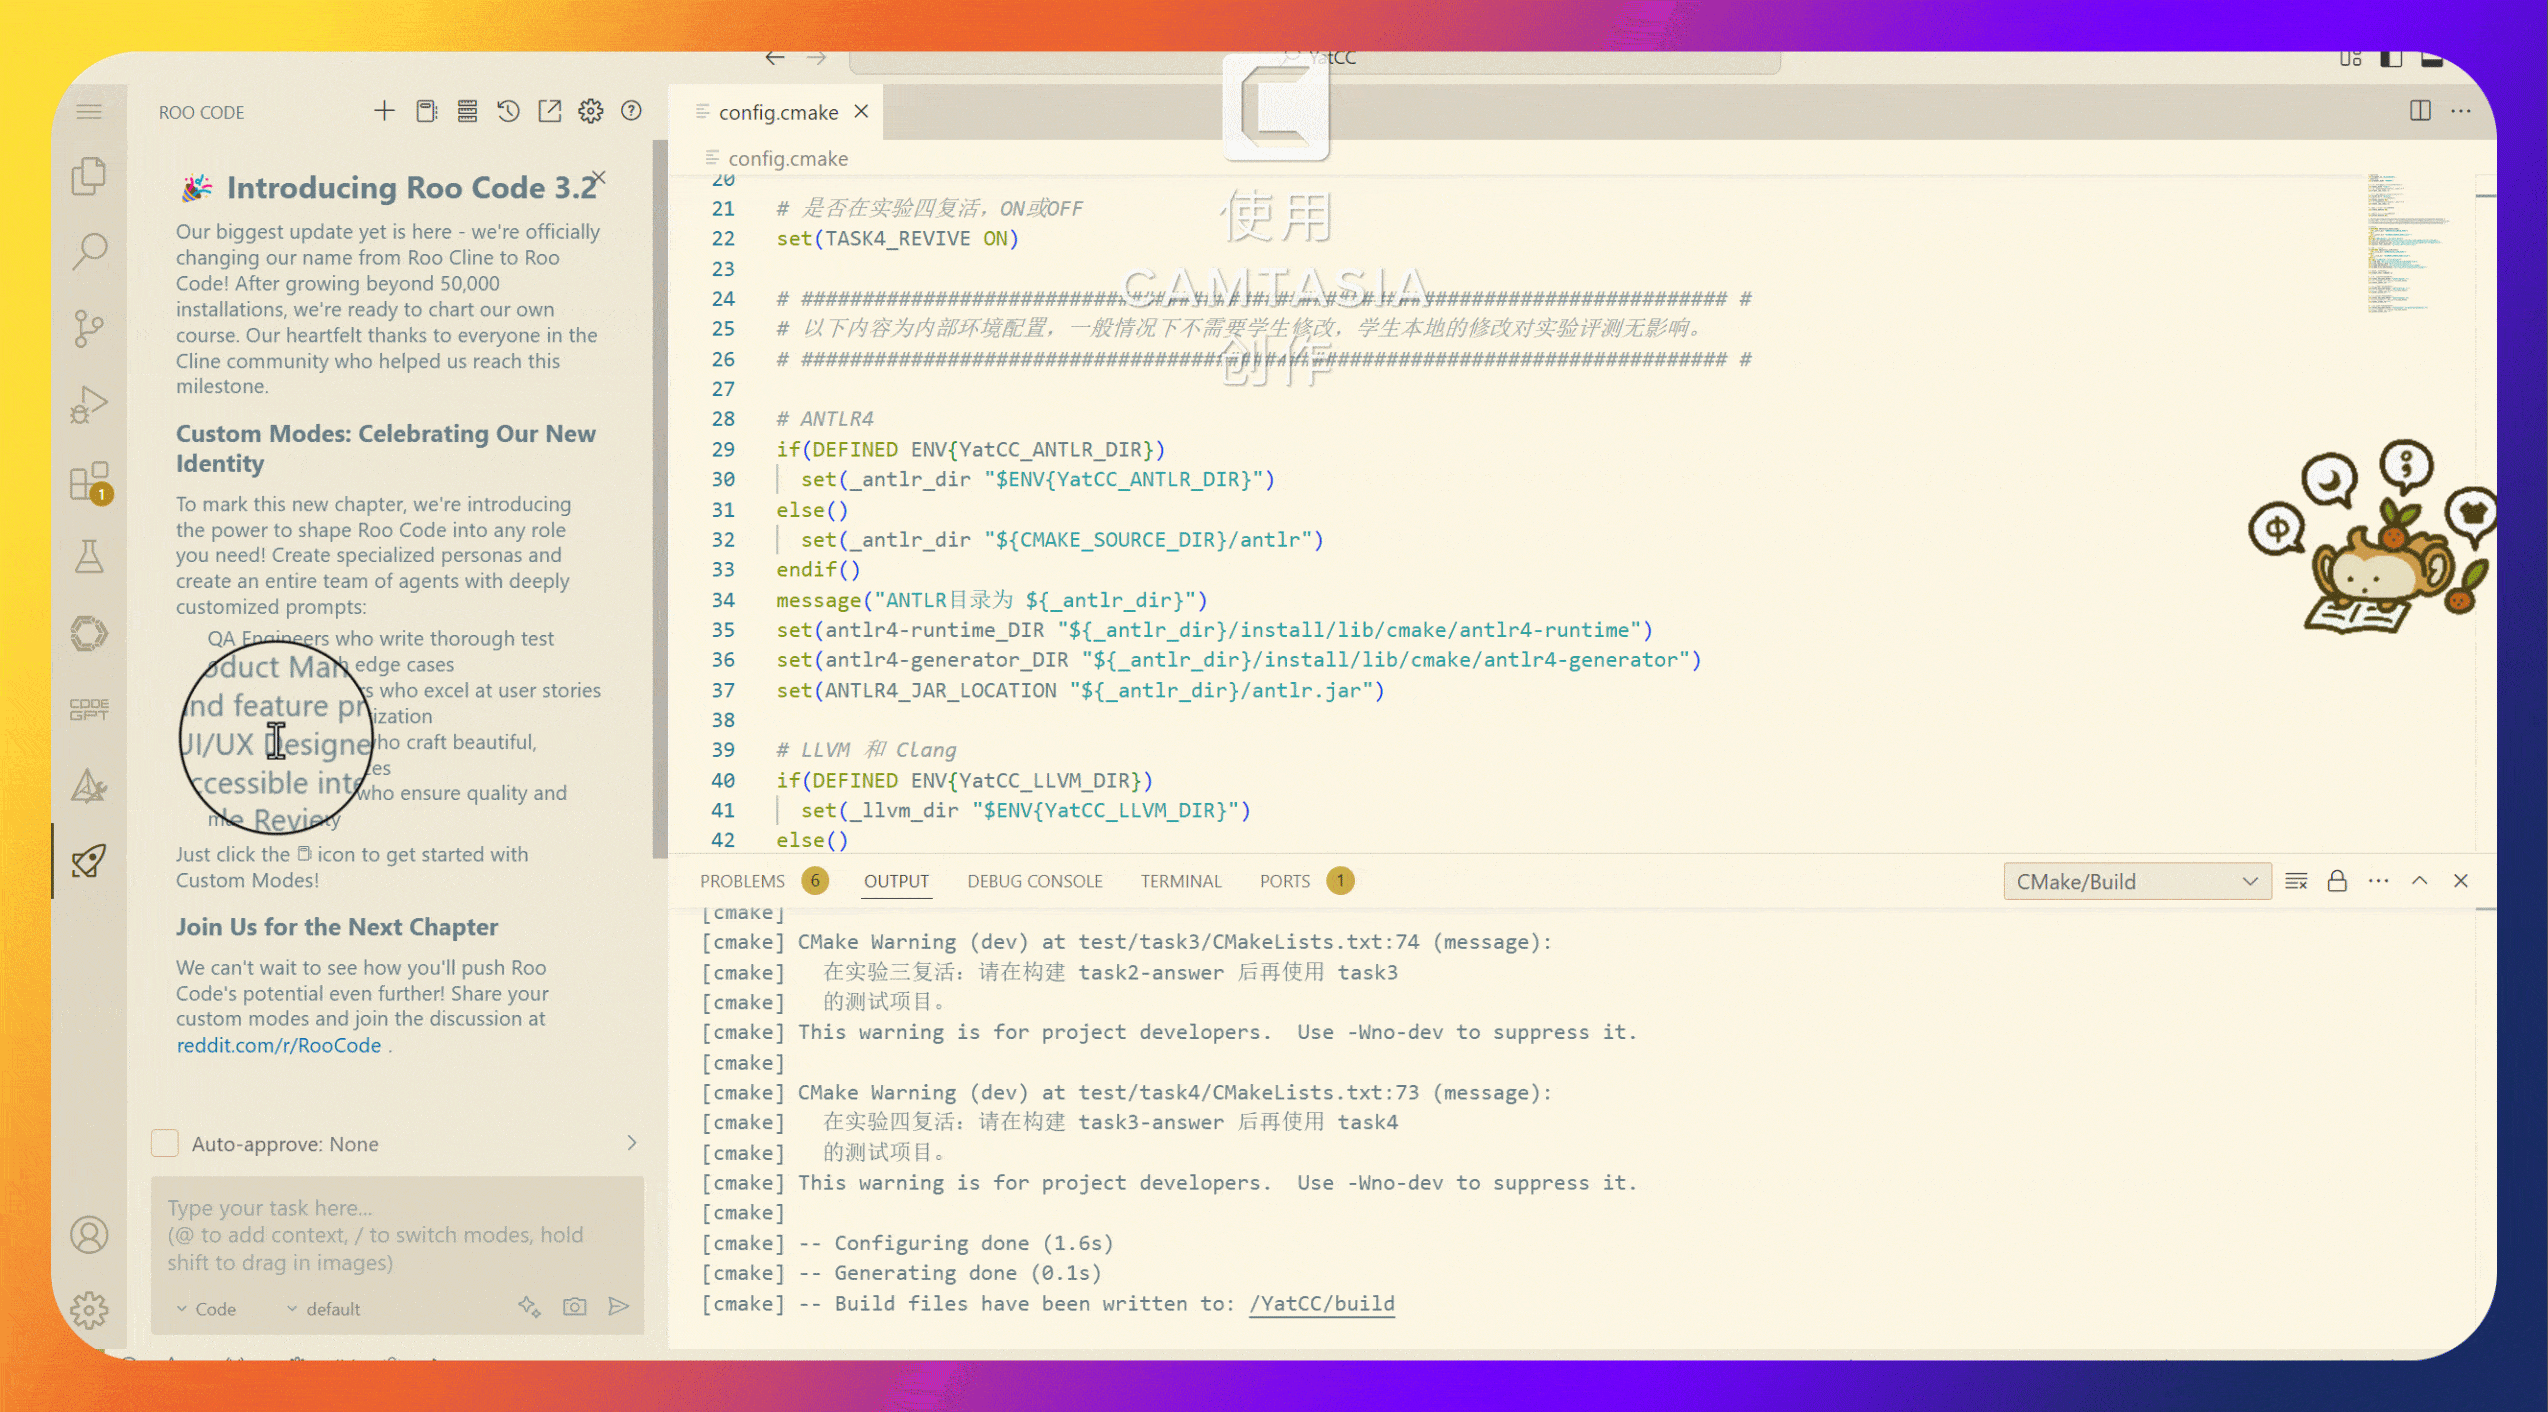 YatCC
ROO CODE
Introducing Roo Code 3.2
Our biggest update yet is here - we're officially
changing our name from Roo Cline to Roo
Code! After growing beyond 50,000
installations, we're ready to chart our own
course. Our heartfelt thanks to everyone in the
Cline community who helped us reach this
milestone.
Custom Modes: Celebrating Our New
Identity
To mark this new chapter, we're introducing
the power to shape Roo Code into any role
you need! Create specialized personas and
create an entire team of agents with deeply
customized prompts:
QA Engineers who write thorough test
edge cases
who excel at user stories
who craft beautiful,
who ensure quality and
oduct Man
nd feature pr
UI/UX Designe
ccessible inte
Just click the icon to get started with
Custom Modes!
Join Us for the Next Chapter
We can't wait to see how you'll push Roo
Code's potential even further! Share your
custom modes and join the discussion at
reddit.com/r/RooCode .
Auto-approve: None
Type your task here...
(@ to add context, / to switch modes, hold
shift to drag in images)
Code default
CODE
GPT
1
config.cmake
config.cmake
20
21 # 是否在实验四复活，ON或OFF
22 set(TASK4_REVIVE ON)
23
24 # ############################################################################ #
25 # 以下内容为内部环境配置，一般情况下不需要学生修改，学生本地的修改对实验评测无影响。
26 # ############################################################################ #
27
28 # ANTLR4
29 if(DEFINED ENV{YatCC_ANTLR_DIR})
30 set(_antlr_dir "$ENV{YatCC_ANTLR_DIR}")
31 else()
32 set(_antlr_dir "${CMAKE_SOURCE_DIR}/antlr")
33 endif()
34 message("ANTLR目录为 ${_antlr_dir}")
35 set(antlr4-runtime_DIR "${_antlr_dir}/install/lib/cmake/antlr4-runtime")
36 set(antlr4-generator_DIR "${_antlr_dir}/install/lib/cmake/antlr4-generator")
37 set(ANTLR4_JAR_LOCATION "${_antlr_dir}/antlr.jar")
38
39 # LLVM 和 Clang
40 if(DEFINED ENV{YatCC_LLVM_DIR})
41 set(_llvm_dir "$ENV{YatCC_LLVM_DIR}")
42 else()
使用
CAMTASIA
创作
PROBLEMS 6 OUTPUT DEBUG CONSOLE TERMINAL PORTS 1 CMake/Build
[cmake]
[cmake] CMake Warning (dev) at test/task3/CMakeLists.txt:74 (message):
[cmake] 在实验三复活：请在构建 task2-answer 后再使用 task3
[cmake] 的测试项目。
[cmake] This warning is for project developers. Use -Wno-dev to suppress it.
[cmake]
[cmake] CMake Warning (dev) at test/task4/CMakeLists.txt:73 (message):
[cmake] 在实验四复活：请在构建 task3-answer 后再使用 task4
[cmake] 的测试项目。
[cmake] This warning is for project developers. Use -Wno-dev to suppress it.
[cmake]
[cmake] -- Configuring done (1.6s)
[cmake] -- Generating done (0.1s)
[cmake] -- Build files have been written to: /YatCC/build